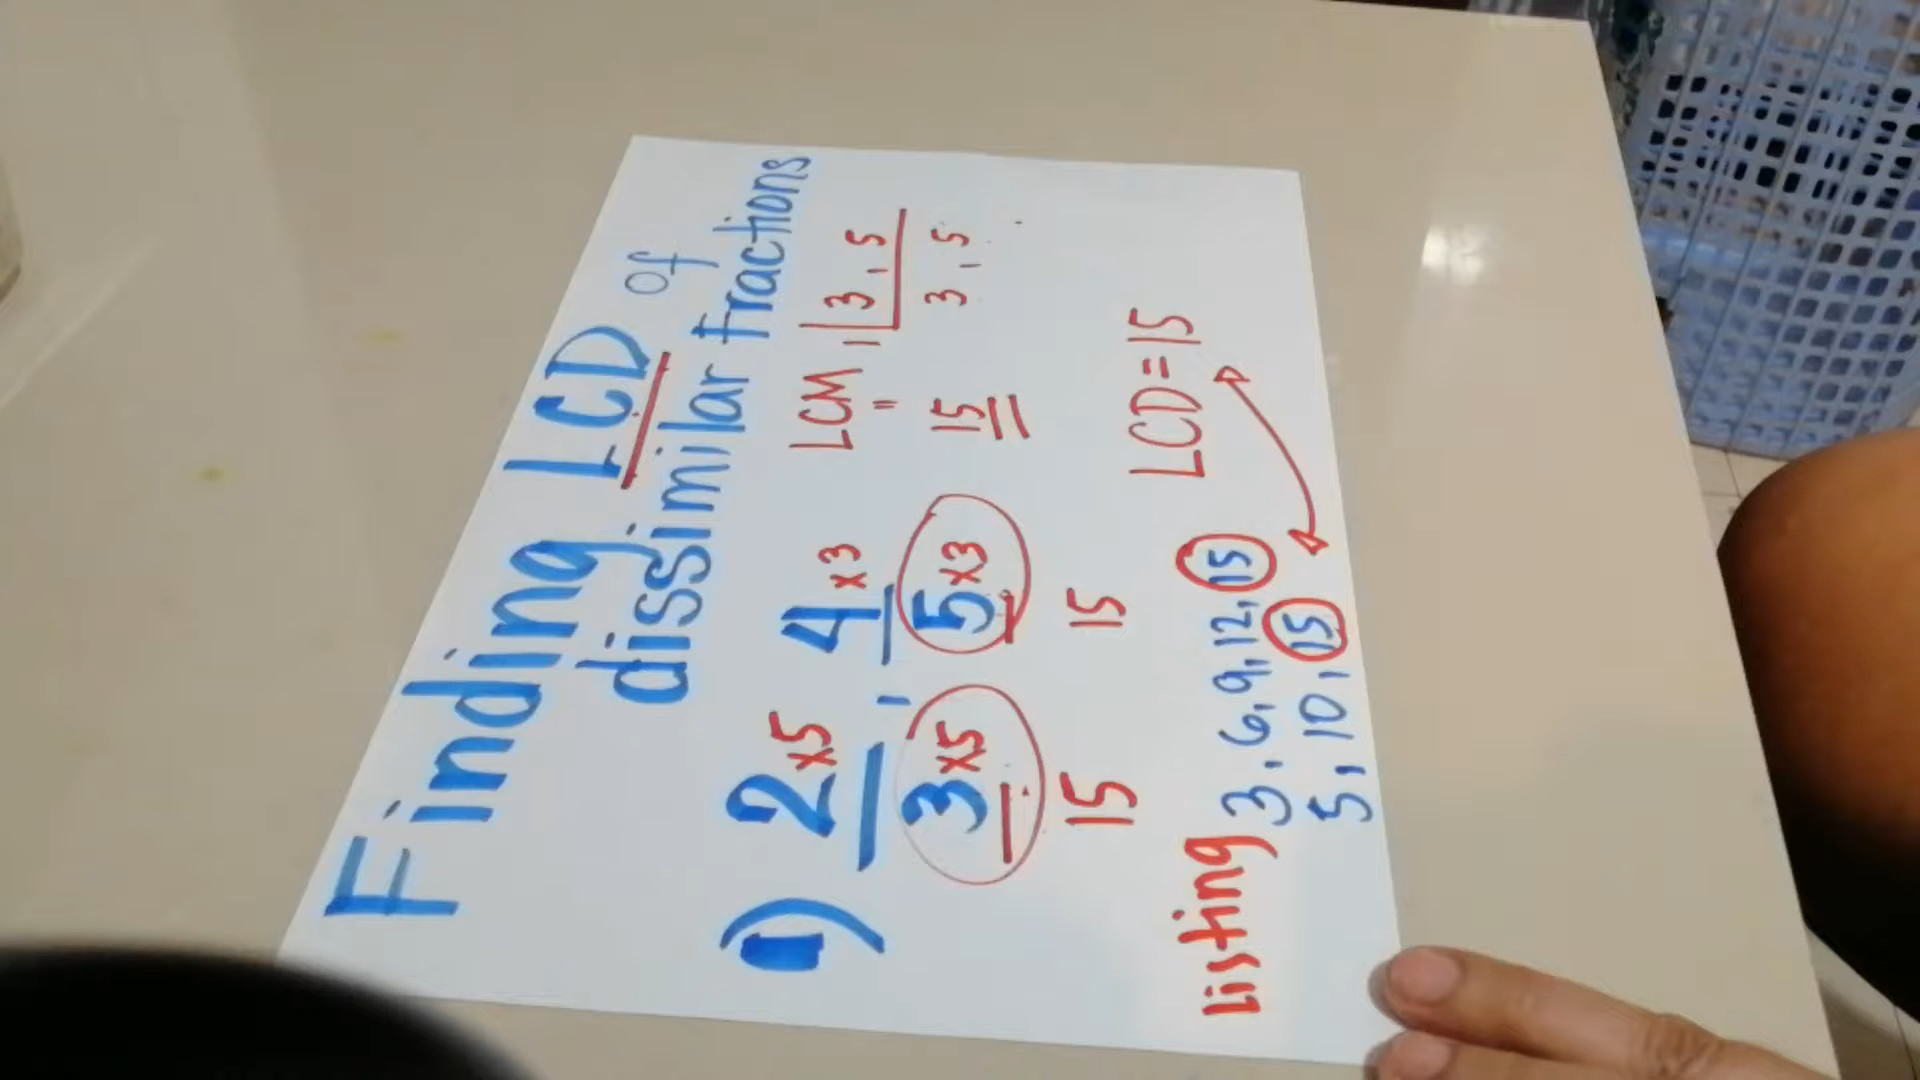 Finding LCD of
dissimilar fractions
1) 2x5 , 4x3
3x5 5x3
15 15
LCM 1 3, 5
= 3, 5
15
LCD=15
Listing 3, 6, 9, 12, 15
5, 10, 15